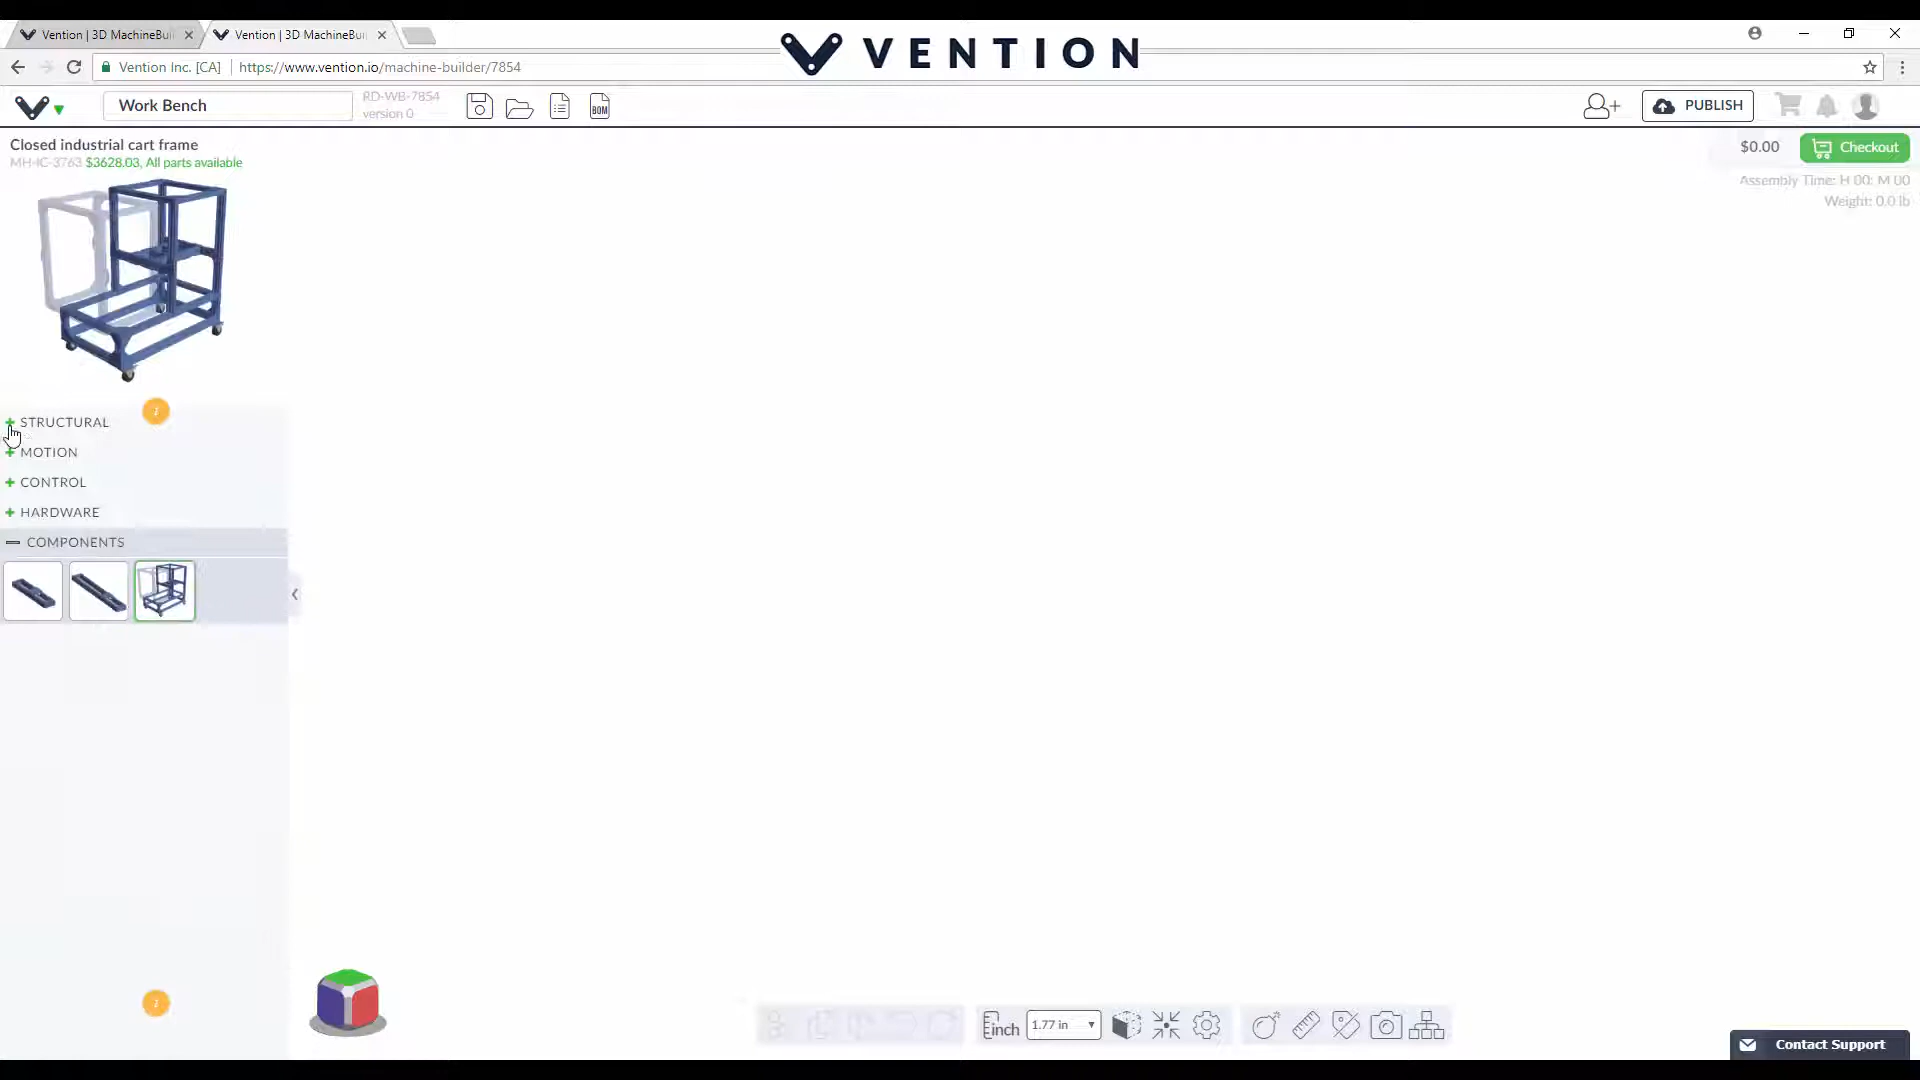 Vention | 3D MachineBui
Vention | 3D MachineBui
VENTION
Vention Inc. [CA]
https://www.vention.io/machine-builder/7854
Work Bench
RD-WB-7854
version 0
BOM
PUBLISH
Closed industrial cart frame
MH-IC-3763 $3628.03, All parts available
$0.00
Checkout
Assembly Time: H 00: M 00
Weight: 0.0 lb
i
+ STRUCTURAL
+ MOTION
+ CONTROL
+ HARDWARE
COMPONENTS
i
inch
1.77 in
Contact Support